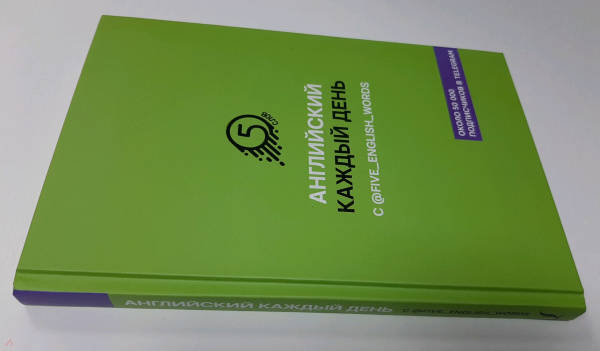 5
СЛОВ
АНГЛИЙСКИЙ
КАЖДЫЙ ДЕНЬ
С @FIVE_ENGLISH_WORDS
ОКОЛО 50 000
ПОДПИСЧИКОВ В TELEGRAM
АНГЛИЙСКИЙ КАЖДЫЙ ДЕНЬ С @FIVE_ENGLISH_WORDS